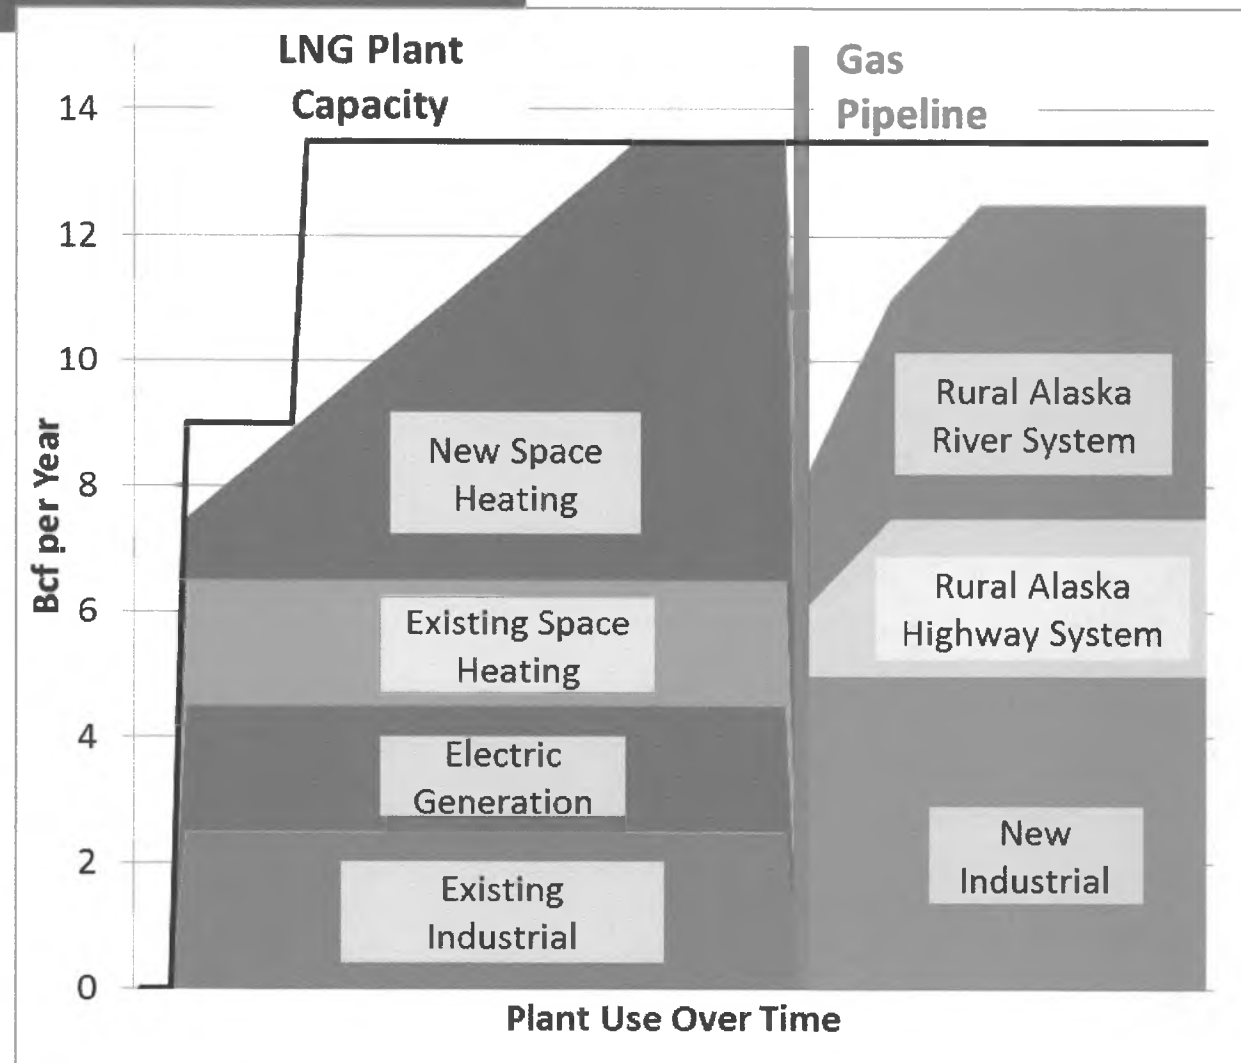 LNG Plant
Capacity
Gas
Pipeline
14
12
10
8
6
4
2
0
Bcf per Year
New Space
Heating
Existing Space
Heating
Electric
Generation
Existing
Industrial
Rural Alaska
River System
Rural Alaska
Highway System
New
Industrial
Plant Use Over Time